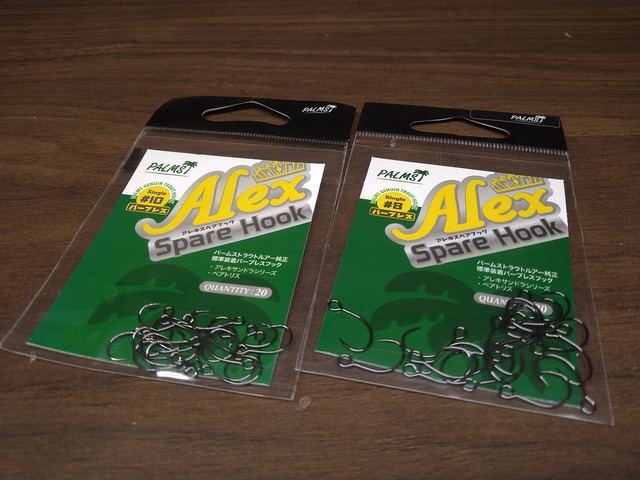 PALMS
PALMS
Alex
Spare Hook
アレキスペアフック
Single
#10
バーブレス
パームストラウトルアー純正
標準装着バーブレスフック
・アレキサンドラシリーズ
・ベアトリス
QUANTITY: 20
PALMS
PALMS
Alex
Spare Hook
アレキスペアフック
Single
#8
バーブレス
パームストラウトルアー純正
標準装着バーブレスフック
・アレキサンドラシリーズ
・ベアトリス